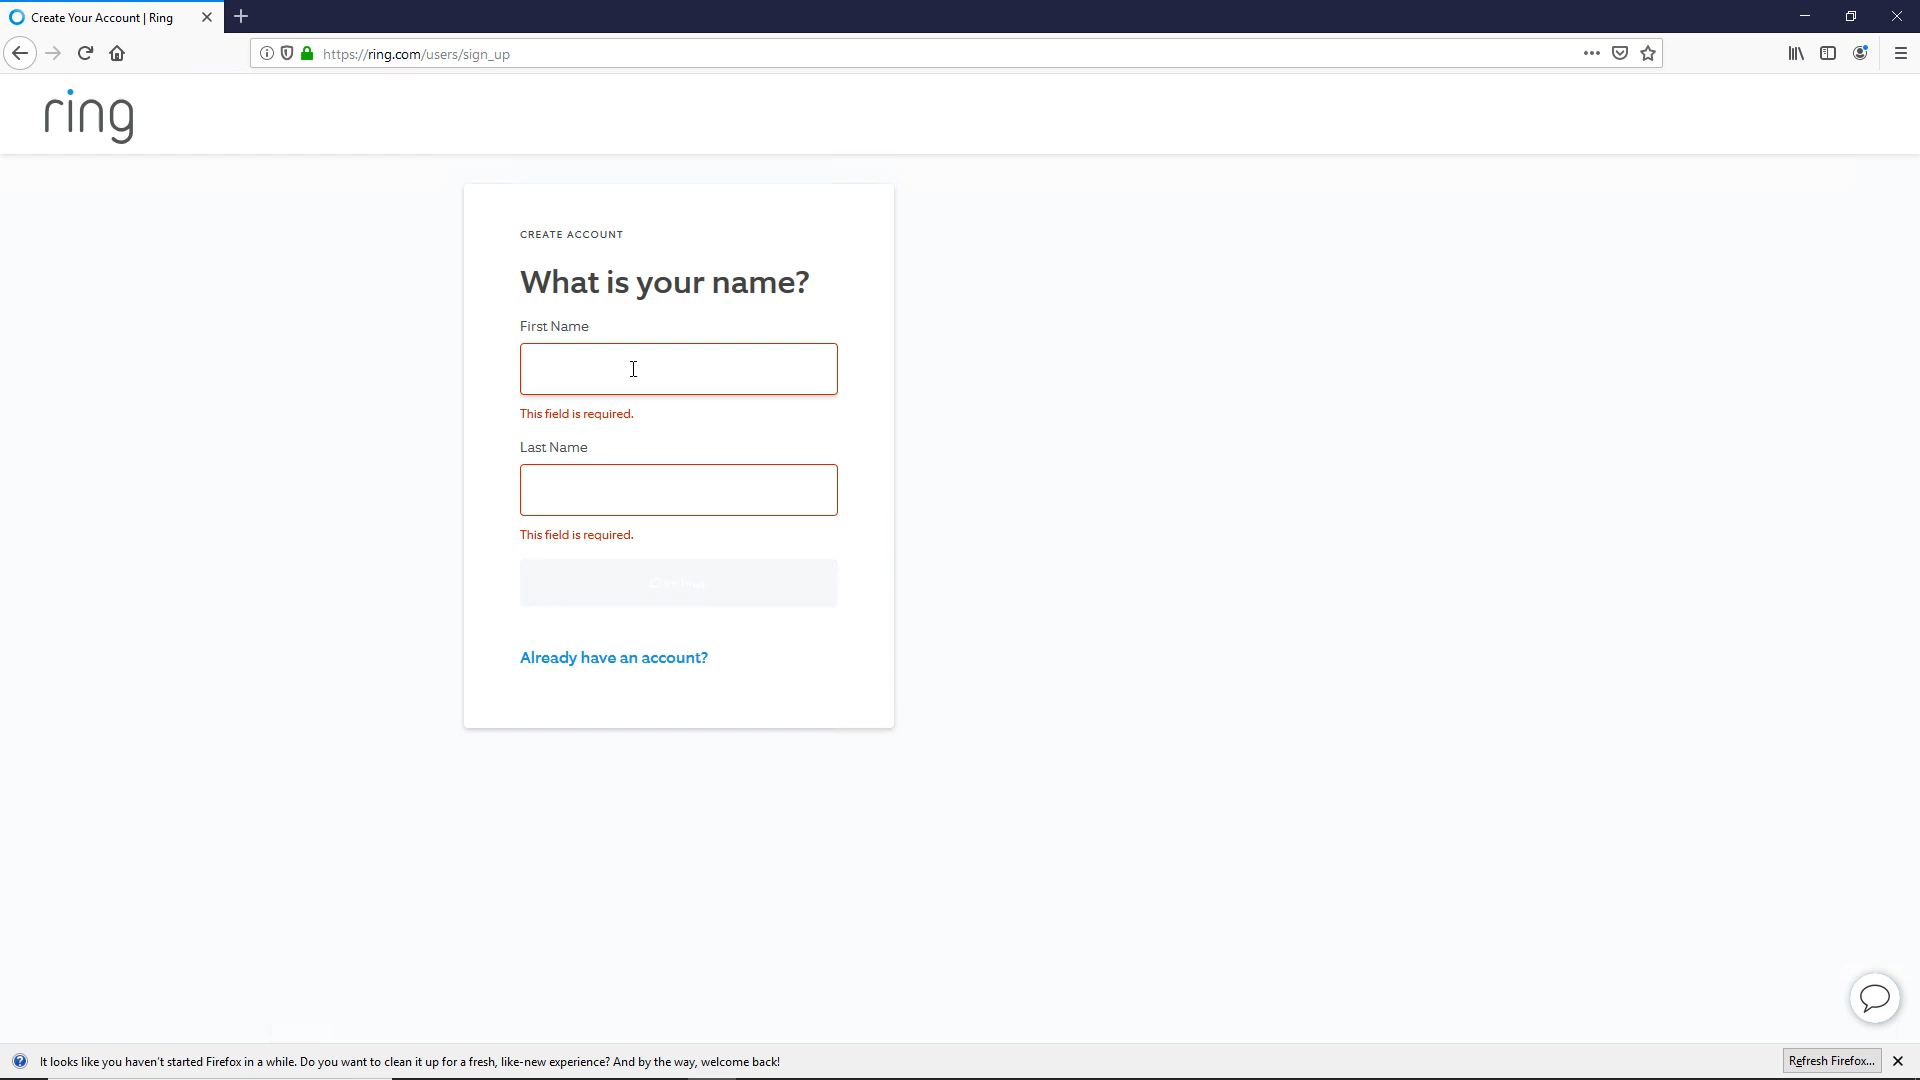 Create Your Account | Ring
https://ring.com/users/sign_up
ring
CREATE ACCOUNT
What is your name?
First Name
This field is required.
Last Name
This field is required.
Continue
Already have an account?
It looks like you haven't started Firefox in a while. Do you want to clean it up for a fresh, like-new experience? And by the way, welcome back!
Refresh Firefox...